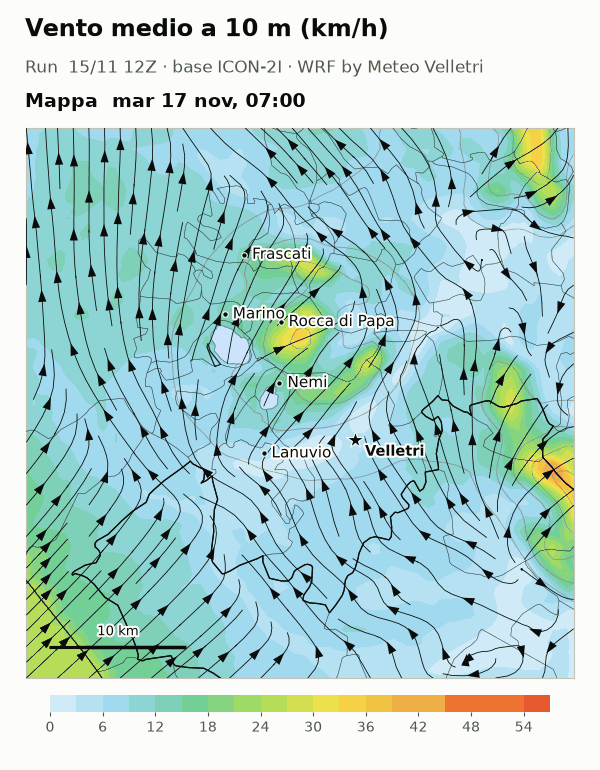 Vento medio a 10 m (km/h)
Run  15/11 12Z · base ICON-2I · WRF by Meteo Velletri
Mappa  mar 17 nov, 07:00
Frascati
Marino
Rocca di Papa
Nemi
Velletri
Lanuvio
10 km
0 6 12 18 24 30 36 42 48 54